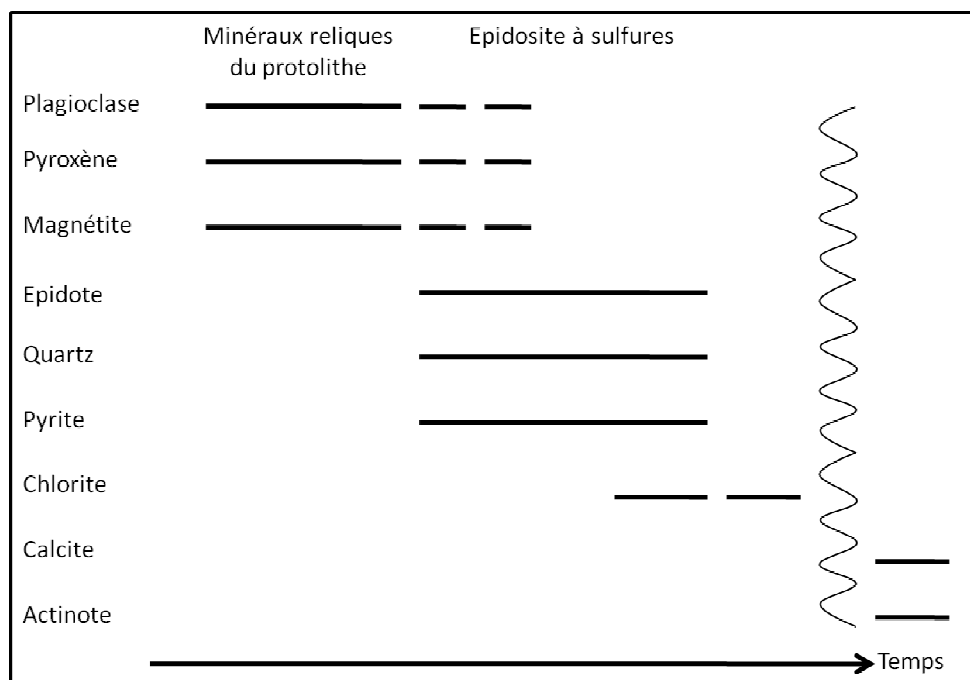 Minéraux reliques
du protolithe
Epidosite à sulfures
Plagioclase
Pyroxène
Magnétite
Epidote
Quartz
Pyrite
Chlorite
Calcite
Actinote
Temps